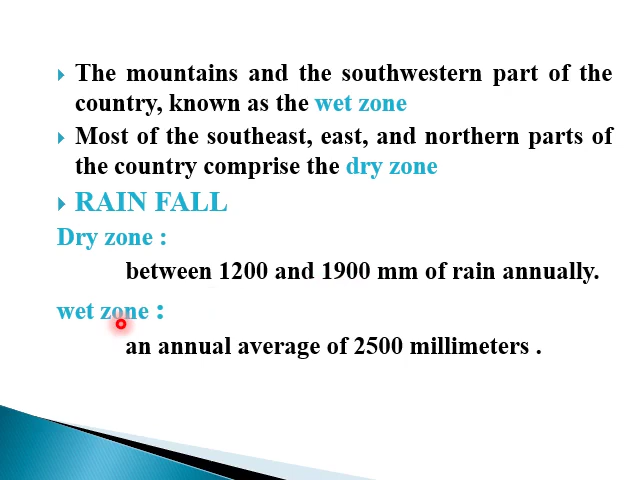 The mountains and the southwestern part of the
country, known as the wet zone
Most of the southeast, east, and northern parts of
the country comprise the dry zone
RAIN FALL
Dry zone :
between 1200 and 1900 mm of rain annually.
wet zone :
an annual average of 2500 millimeters .